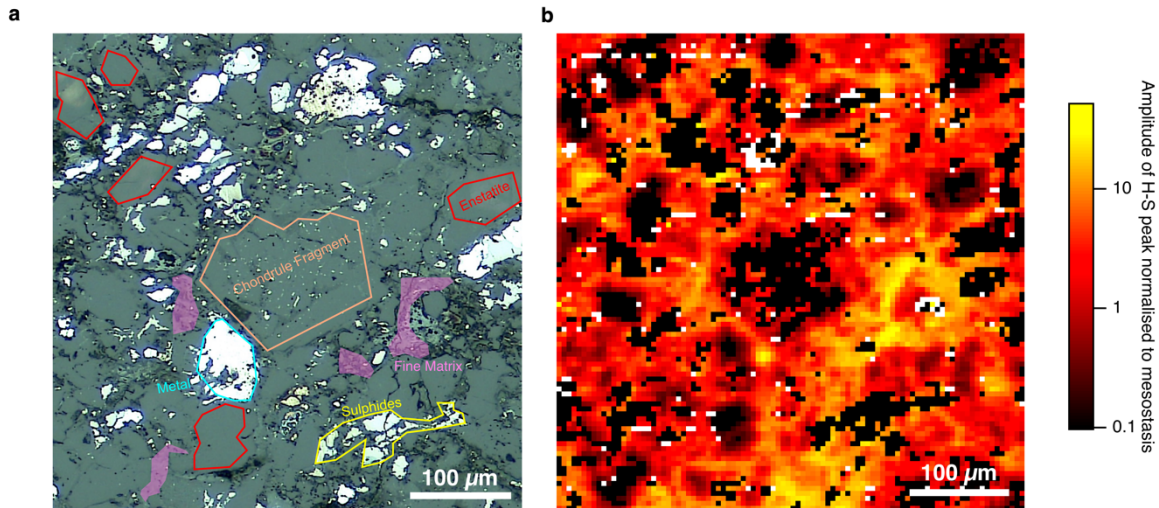 a
b
Enstatite
Chondrule Fragment
Metal
Fine Matrix
Sulphides
100 µm
100 µm
10
1
0.1
Amplitude of H-S peak normalised to mesostasis